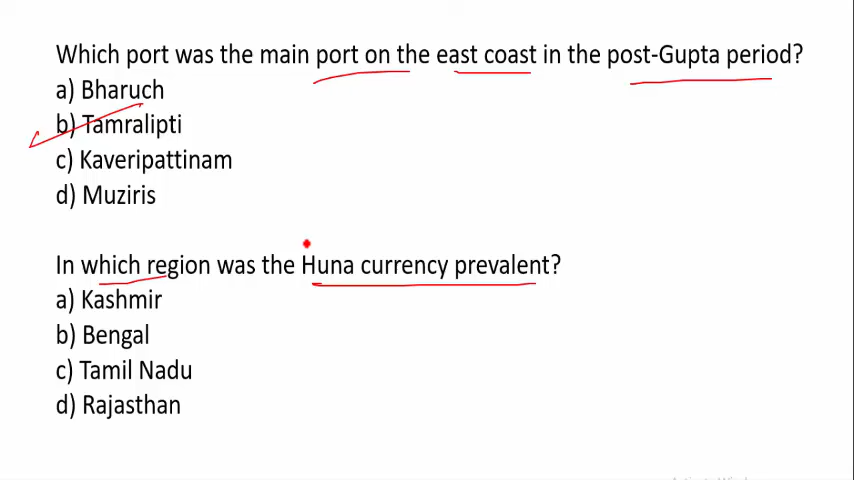 Which port was the main port on the east coast in the post-Gupta period?
a) Bharuch
b) Tamralipti
c) Kaveripattinam
d) Muziris
In which region was the Huna currency prevalent?
a) Kashmir
b) Bengal
c) Tamil Nadu
d) Rajasthan